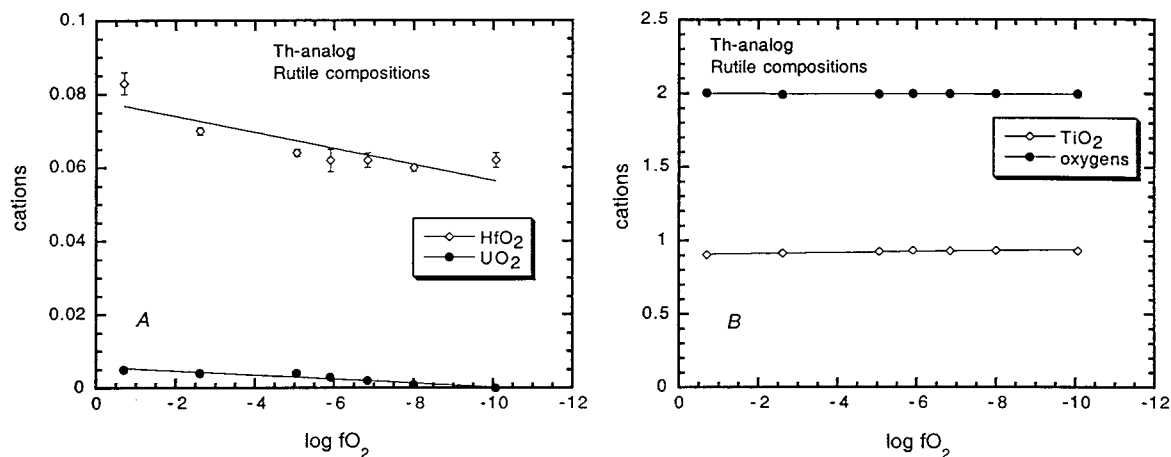 0.1
0.08
0.06
0.04
0.02
0
cations
Th-analog
Rutile compositions
HfO2
UO2
A
0 -2 -4 -6 -8 -10 -12
log fO2
2.5
2
1.5
1
0.5
0
cations
Th-analog
Rutile compositions
TiO2
oxygens
B
0 -2 -4 -6 -8 -10 -12
log fO2